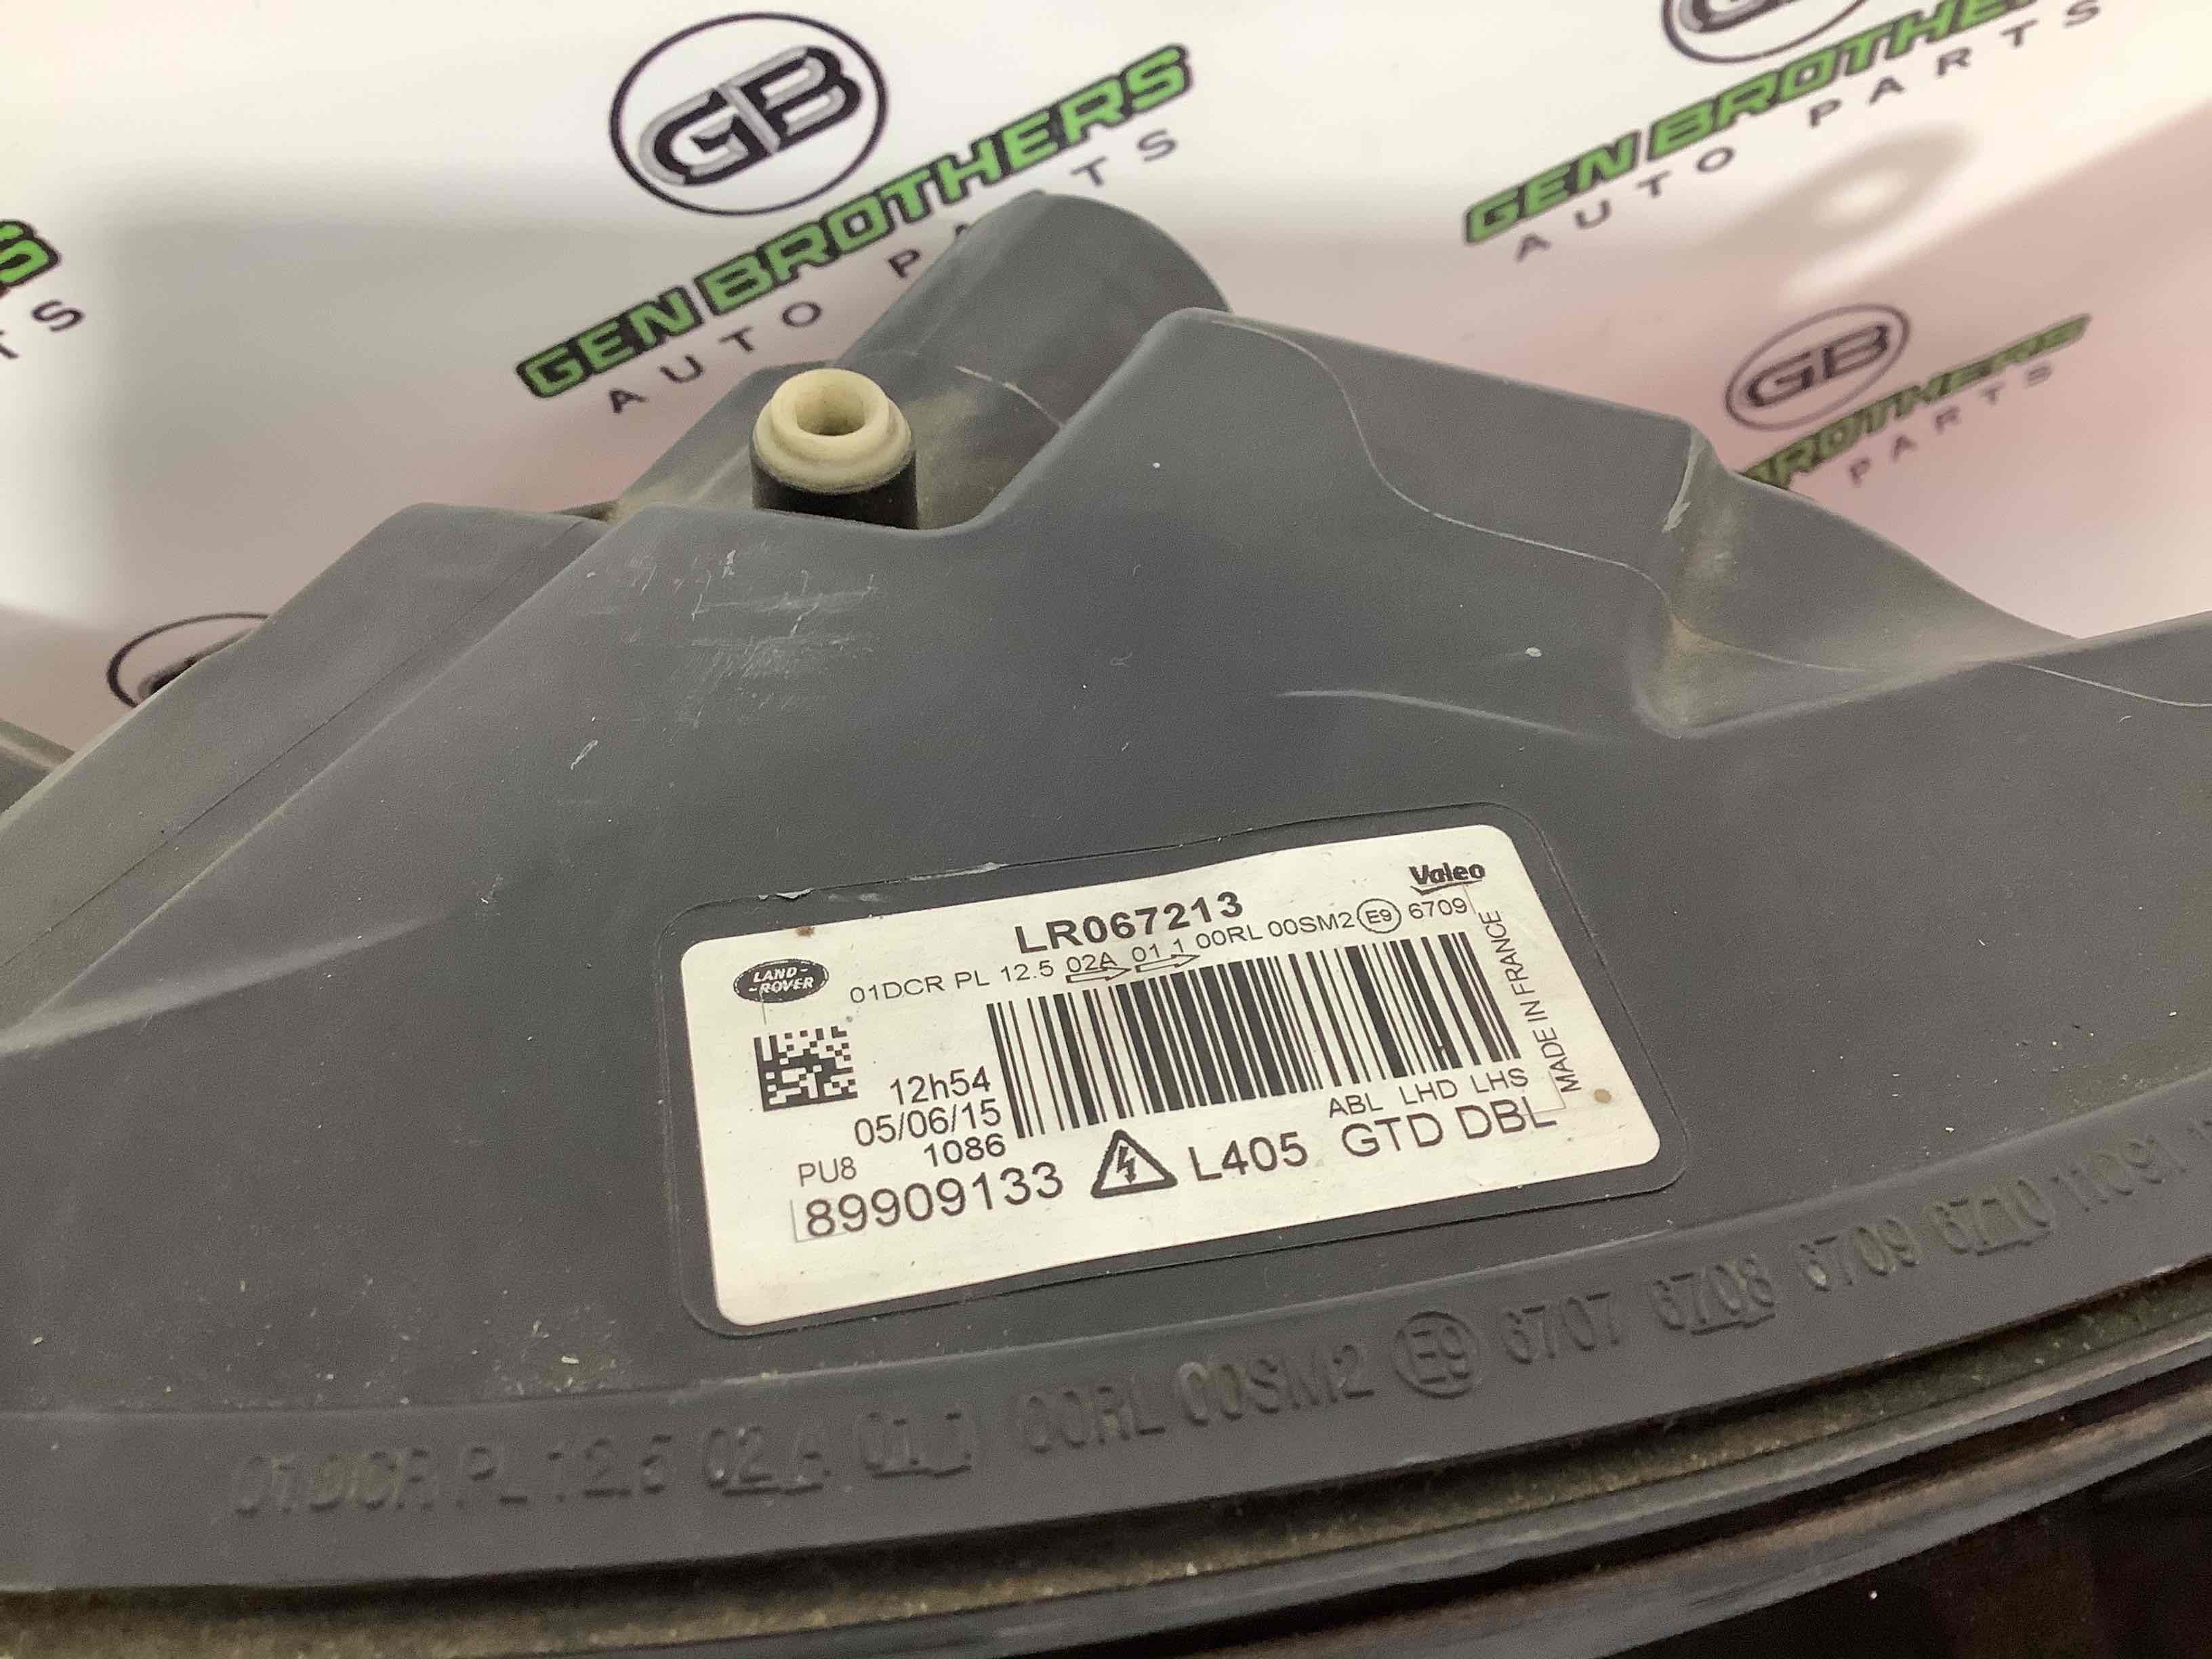 GB
GEN BROTHERS
AUTO PARTS
GEN BROTHERS
AUTO PARTS
GB
BROTHERS
PARTS
S
TS
LR067213
Valeo
LAND-
-ROVER
01DCR PL 12.5 02A 01 1 00RL 00SM2 E9 6709
MADE IN FRANCE
12h54
05/06/15
1086
PU8
89909133
ABL LHD LHS
L405 GTD DBL
01DCR PL 12.5 02A 01 1 00RL 00SM2 E9 6707 6708 6709 6710 11091